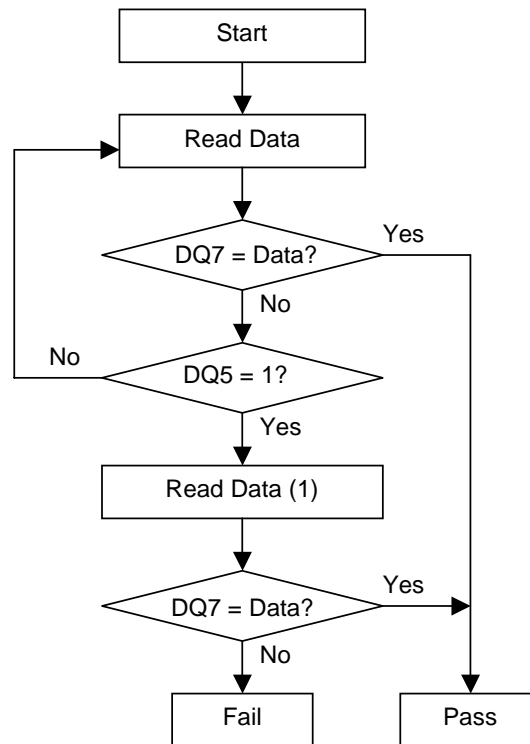 Start
Read Data
DQ7 = Data?
Yes
No
No
DQ5 = 1?
Yes
Read Data (1)
DQ7 = Data?
Yes
No
Fail
Pass